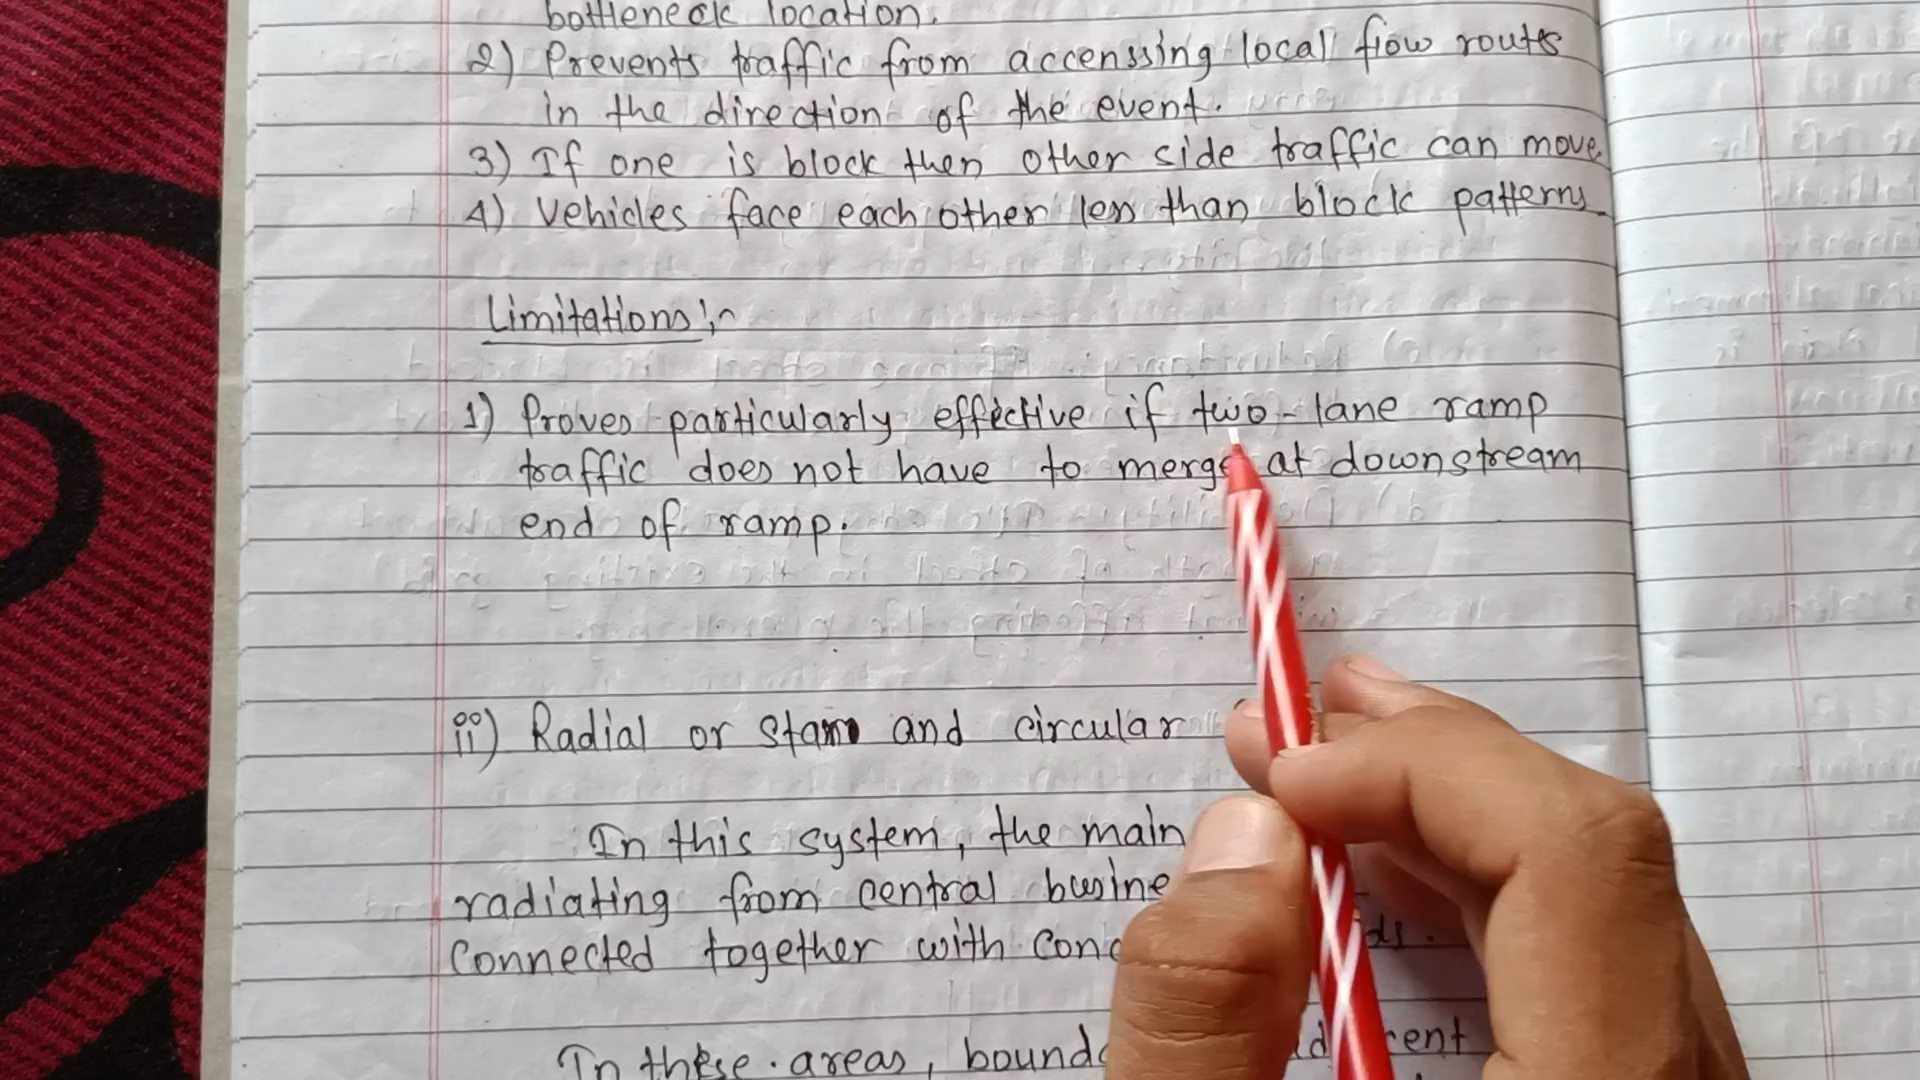 bottleneck location.
2) Prevents traffic from accenssing local flow routes
in the direction of the event.
3) If one is block then other side traffic can move.
4) Vehicles face each other less than block patterns.
Limitations :-
1) Proves particularly effective if two-lane ramp
traffic does not have to merge at downstream
end of ramp.
ii) Radial or star and circular
In this system, the main
radiating from central busine
connected together with conc ds.
In these areas, bound